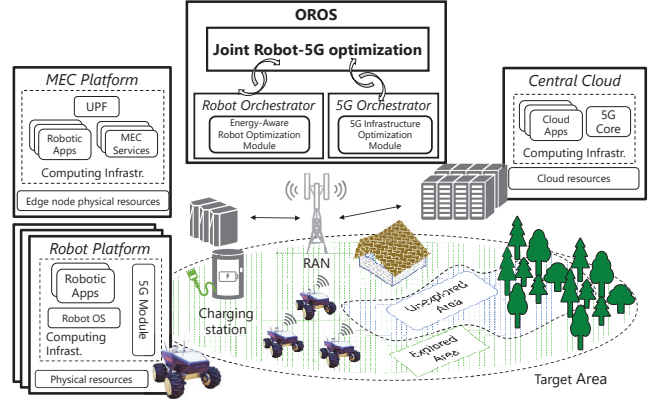 OROS
Joint Robot-5G optimization
Robot Orchestrator
Energy-Aware
Robot Optimization
Module
5G Orchestrator
5G Infrastructure
Optimization
Module
MEC Platform
UPF
Robotic
Apps
MEC
Services
Computing Infrastr.
Edge node physical resources
Central Cloud
Cloud
Apps
5G
Core
Computing Infrastr.
Cloud resources
Robot Platform
Robotic
Apps
Robot OS
Computing
Infrast.
5G Module
Physical resources
Charging
station
RAN
Unexplored
Area
Explored
Area
Target Area